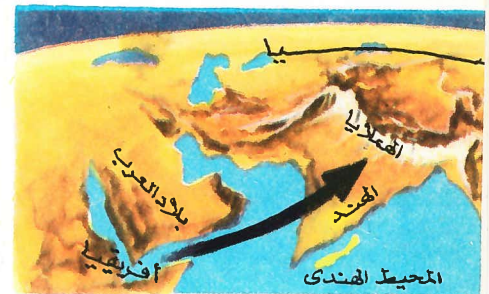 آسيا
الهملايا
بلاد العرب
الهند
أفريقيا
المحيط الهندى